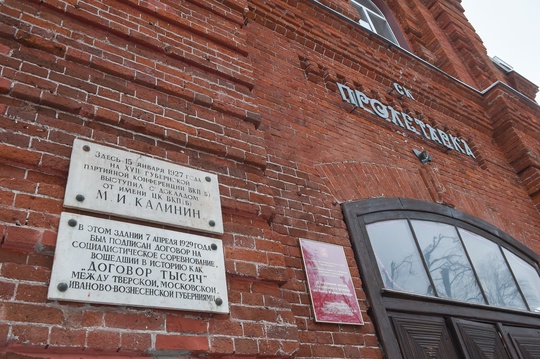 Здесь 15 января 1927 года
на XVII губернской
партийной конференции ВКП(б)
выступил с докладом
от имени ЦК ВКП(б)
М. И. КАЛИНИН
В этом здании 7 апреля 1929 года
был подписан договор на
социалистическое соревнование,
вошедший в историю как
„ДОГОВОР ТЫСЯЧ"
между Тверской, Московской,
Иваново-Вознесенской губерниями
СК
ПРОЛЕТАРКА